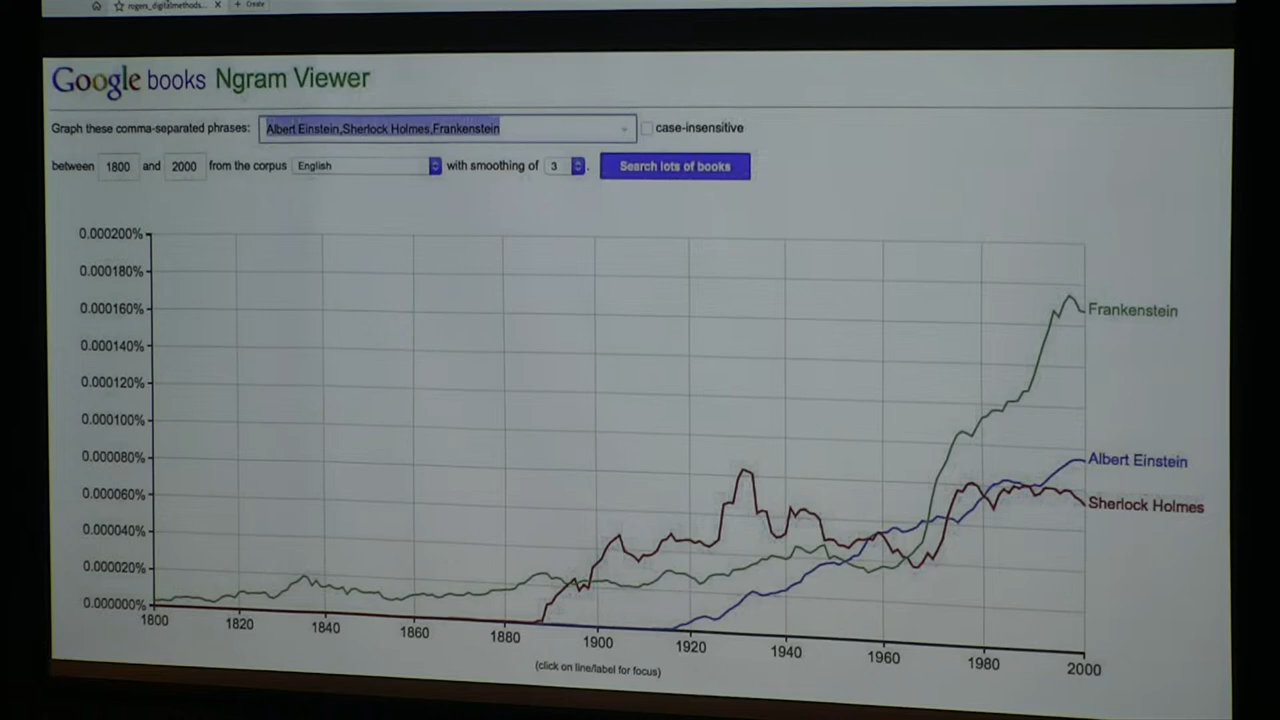 rogers_digitalmethods... × + Create
Google books Ngram Viewer
Graph these comma-separated phrases: Albert Einstein,Sherlock Holmes,Frankenstein case-insensitive
between 1800 and 2000 from the corpus English with smoothing of 3 . Search lots of books
0.000200%
0.000180%
0.000160%
0.000140%
0.000120%
0.000100%
0.000080%
0.000060%
0.000040%
0.000020%
0.000000%
Frankenstein
Albert Einstein
Sherlock Holmes
1800 1820 1840 1860 1880 1900 1920 1940 1960 1980 2000
(click on line/label for focus)